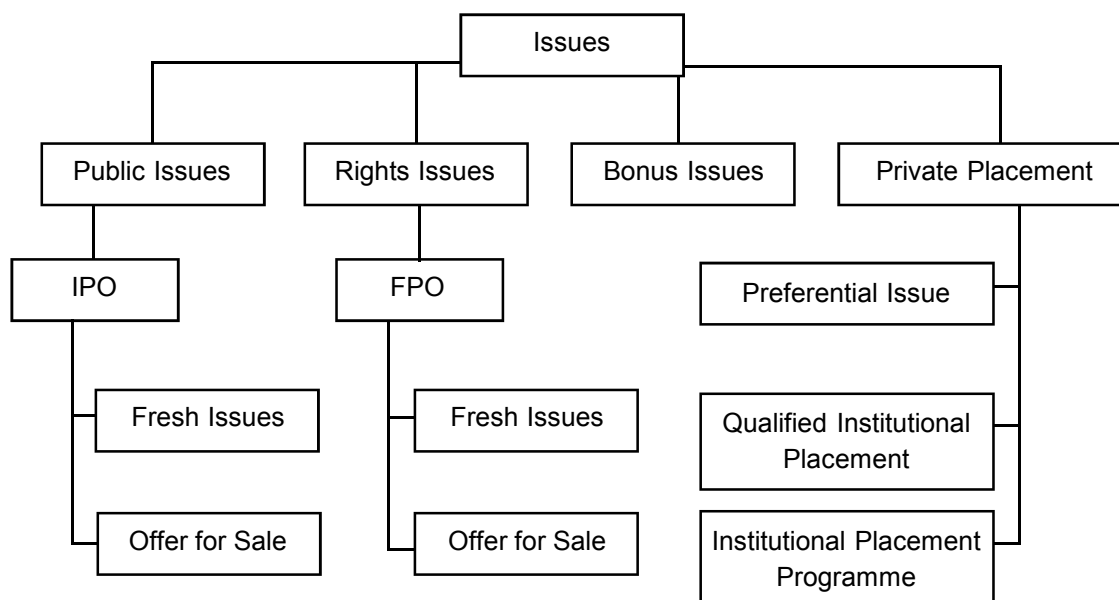 Issues
Public Issues
Rights Issues
Bonus Issues
Private Placement
IPO
FPO
Preferential Issue
Fresh Issues
Fresh Issues
Qualified Institutional
Placement
Offer for Sale
Offer for Sale
Institutional Placement
Programme